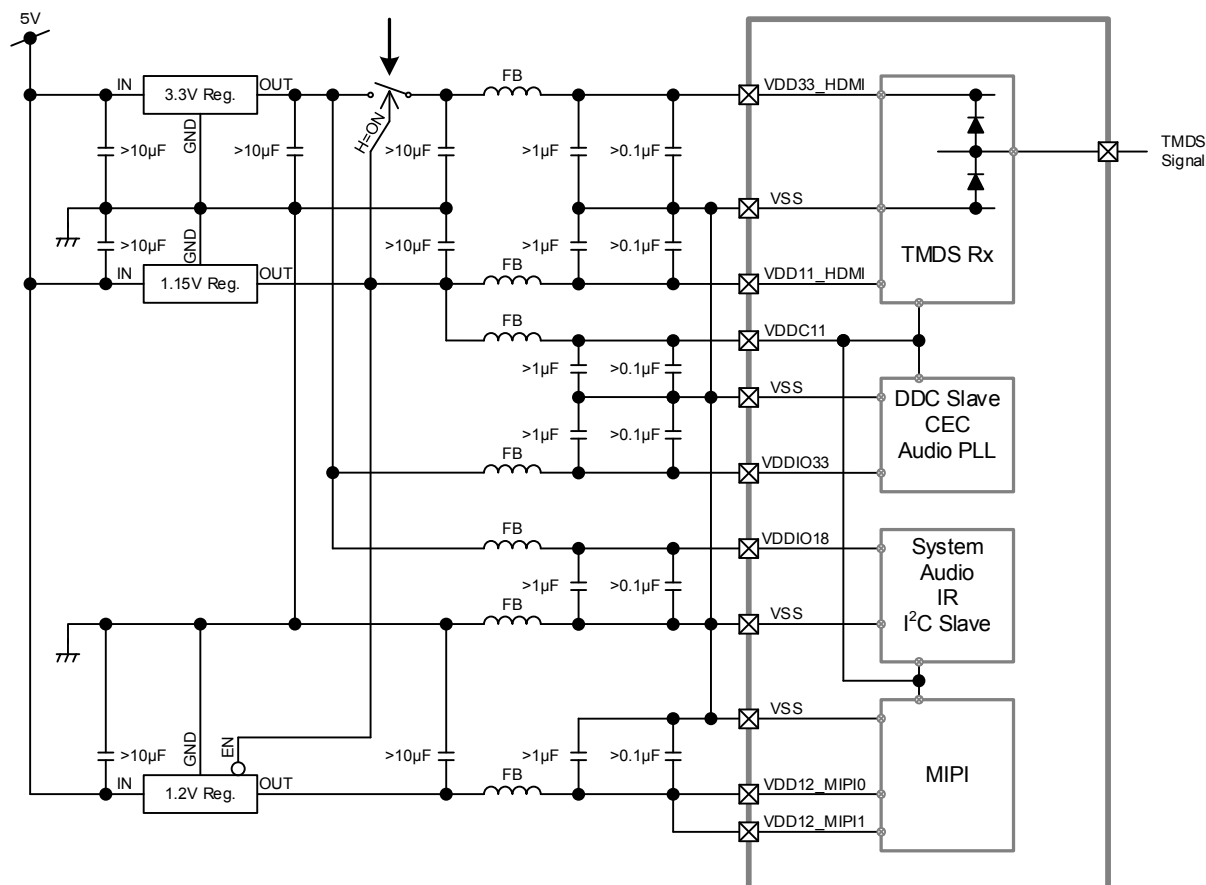 5V
IN
3.3V Reg.
OUT
GND
H=ON
FB
VDD33_HDMI
TMDS
Signal
>10µF
>10µF
>10µF
>1µF
>0.1µF
VSS
GND
>10µF
>10µF
>1µF
>0.1µF
TMDS Rx
IN
1.15V Reg.
OUT
FB
VDD11_HDMI
FB
VDDC11
>1µF
>0.1µF
VSS
DDC Slave
CEC
Audio PLL
>1µF
>0.1µF
FB
VDDIO33
FB
VDDIO18
System
Audio
IR
I²C Slave
>1µF
>0.1µF
FB
VSS
VSS
GND
EN
>10µF
>10µF
>1µF
>0.1µF
MIPI
IN
1.2V Reg.
OUT
FB
VDD12_MIPI0
VDD12_MIPI1